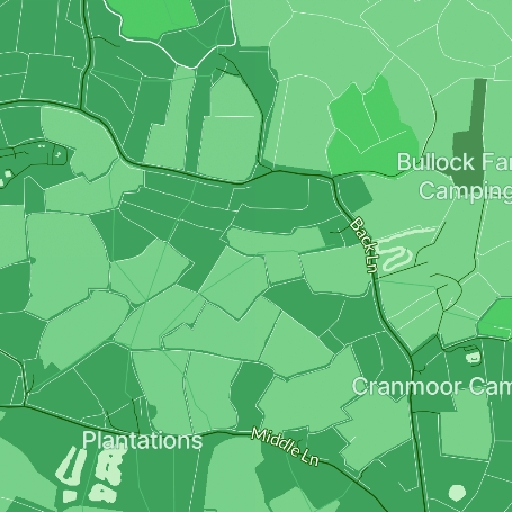 Bullock Far
Camping
Back Ln
Cranmoor Cam
Plantations
Middle Ln